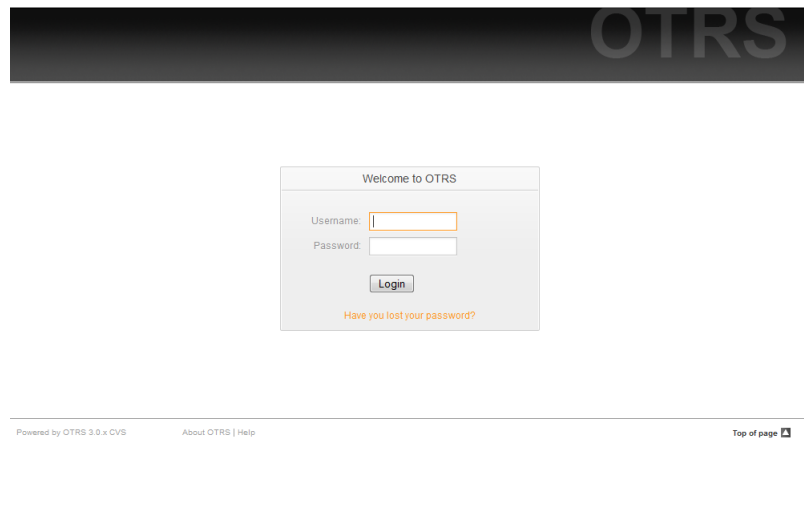 OTRS
Welcome to OTRS
Username:
Password:
Login
Have you lost your password?
Powered by OTRS 3.0.x CVS About OTRS | Help Top of page